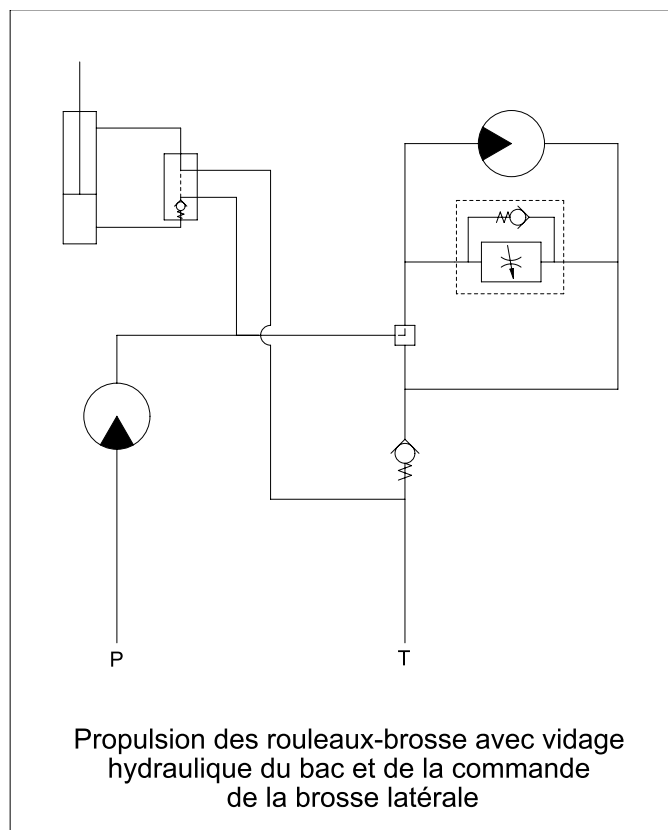 P
T
Propulsion des rouleaux-brosse avec vidage
hydraulique du bac et de la commande
de la brosse latérale